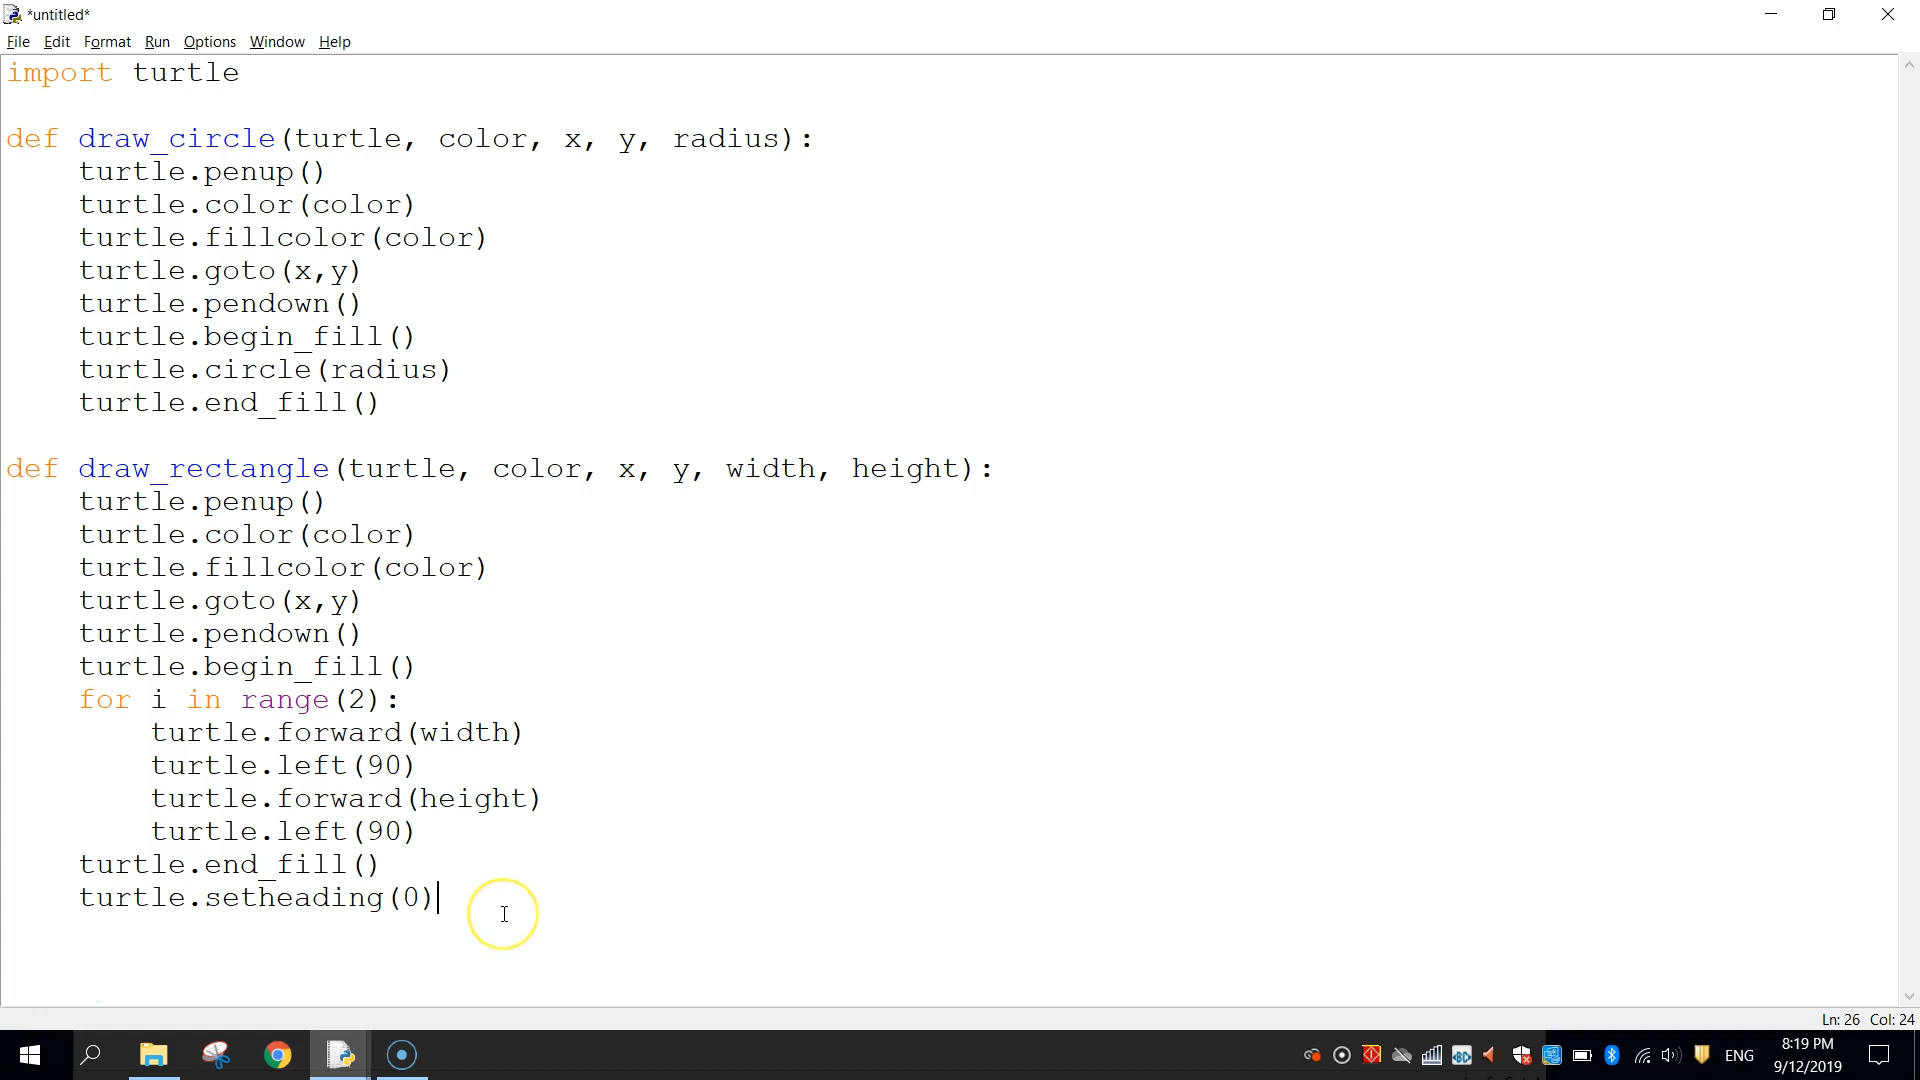 *untitled*
File Edit Format Run Options Window Help
import turtle
def draw_circle(turtle, color, x, y, radius):
turtle.penup()
turtle.color(color)
turtle.fillcolor(color)
turtle.goto(x,y)
turtle.pendown()
turtle.begin_fill()
turtle.circle(radius)
turtle.end_fill()
def draw_rectangle(turtle, color, x, y, width, height):
turtle.penup()
turtle.color(color)
turtle.fillcolor(color)
turtle.goto(x,y)
turtle.pendown()
turtle.begin_fill()
for i in range(2):
turtle.forward(width)
turtle.left(90)
turtle.forward(height)
turtle.left(90)
turtle.end_fill()
turtle.setheading(0)
Ln: 26 Col: 24
ENG
8:19 PM
9/12/2019